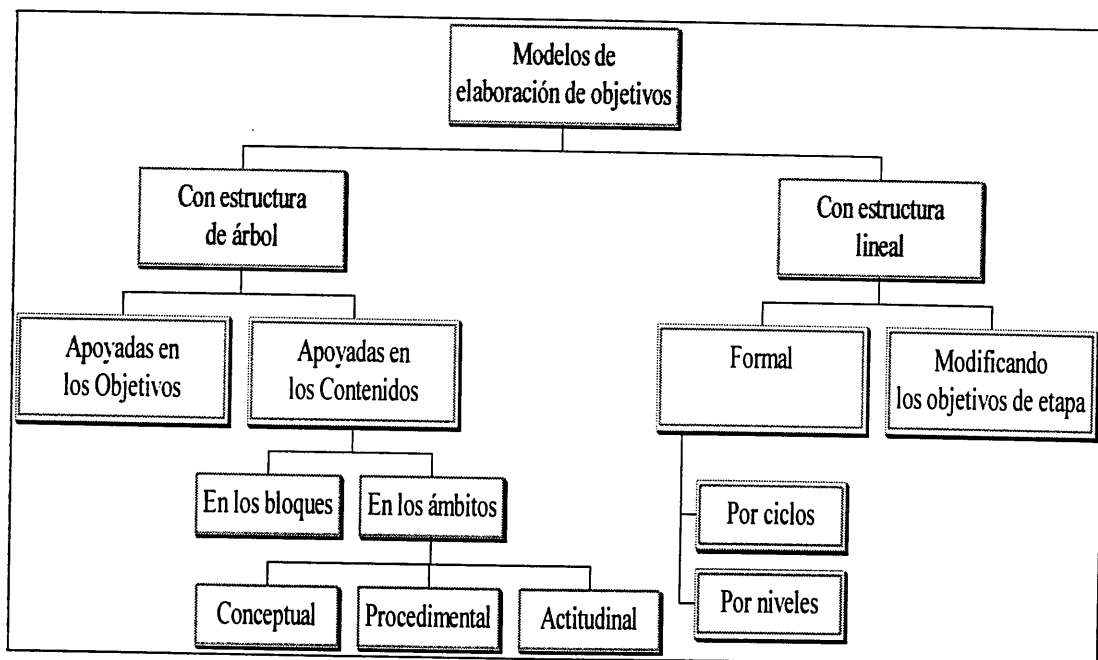 Modelos de
elaboración de objetivos
Con estructura
de árbol
Con estructura
lineal
Apoyadas en
los Objetivos
Apoyadas en
los Contenidos
Formal
Modificando
los objetivos de etapa
En los bloques
En los ámbitos
Por ciclos
Conceptual
Procedimental
Actitudinal
Por niveles